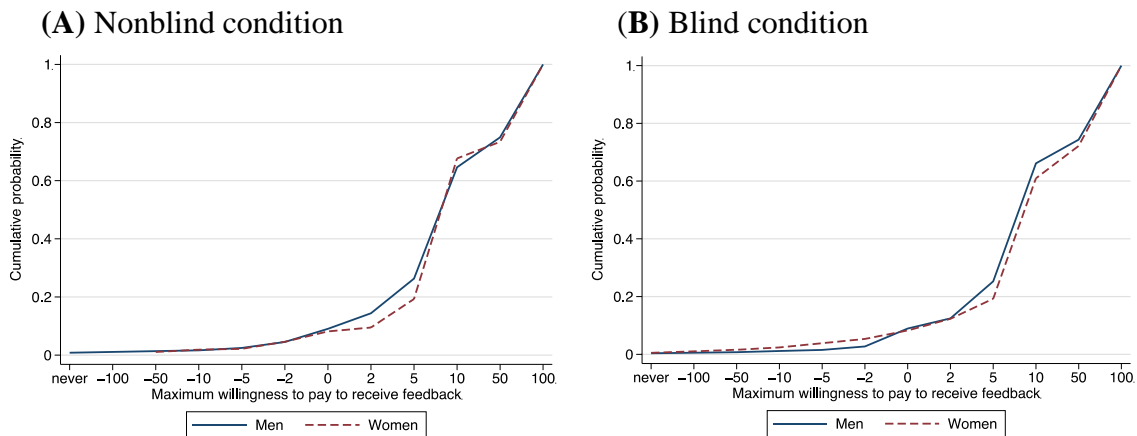 (A) Nonblind condition
Cumulative probability
1
0.8
0.6
0.4
0.2
0
never -100 -50 -10 -5 -2 0 2 5 10 50 100
Maximum willingness to pay to receive feedback
Men Women
(B) Blind condition
Cumulative probability
1
0.8
0.6
0.4
0.2
0
never -100 -50 -10 -5 -2 0 2 5 10 50 100
Maximum willingness to pay to receive feedback
Men Women